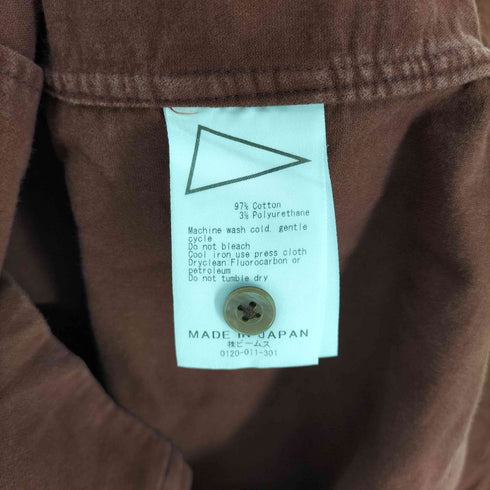 97% Cotton
3% Polyurethane
Machine wash cold. gentle
cycle
Do not bleach
Cool iron use press cloth
Dryclean Fluorocarbon or
petroleum
Do not tumble dry
MADE IN JAPAN
㈱ビームス
0120-011-301